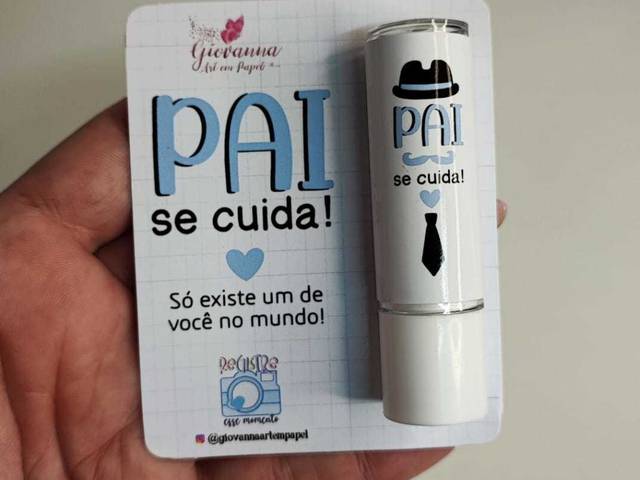 Giovanna
Art em Papel
PAI
se cuida!
Só existe um de
você no mundo!
ReGISTRe
esse momento
@giovannaartempapel
PAI
se cuida!